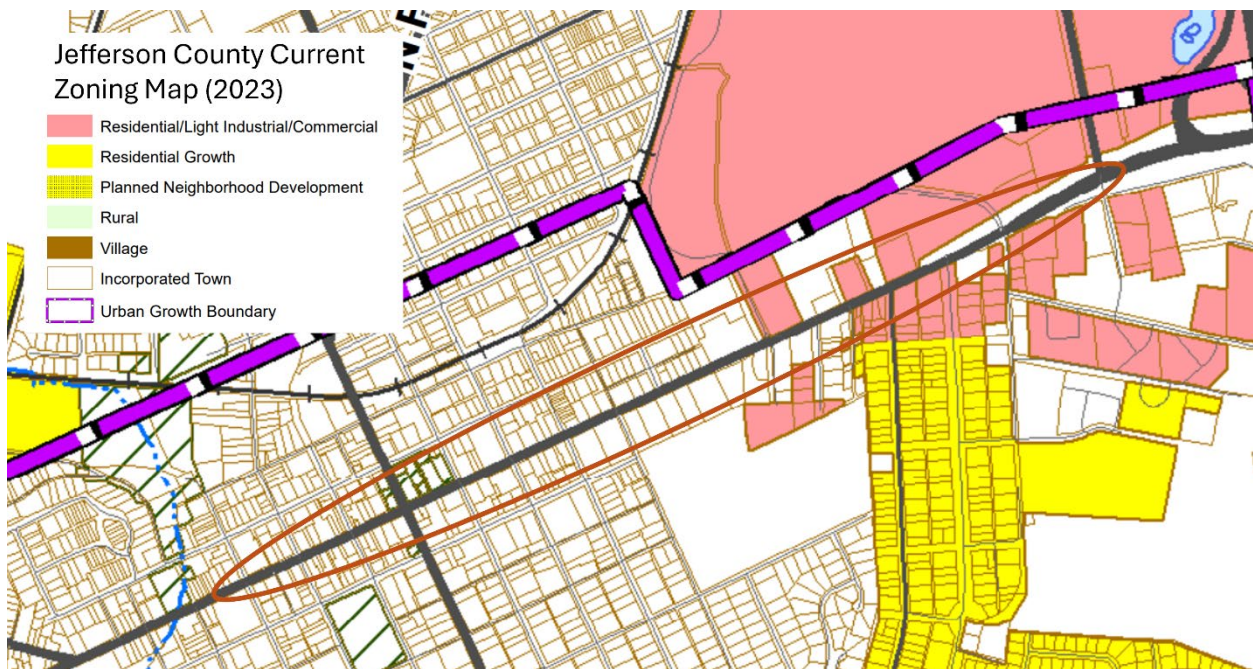 Jefferson County Current
Zoning Map (2023)
Residential/Light Industrial/Commercial
Residential Growth
Planned Neighborhood Development
Rural
Village
Incorporated Town
Urban Growth Boundary